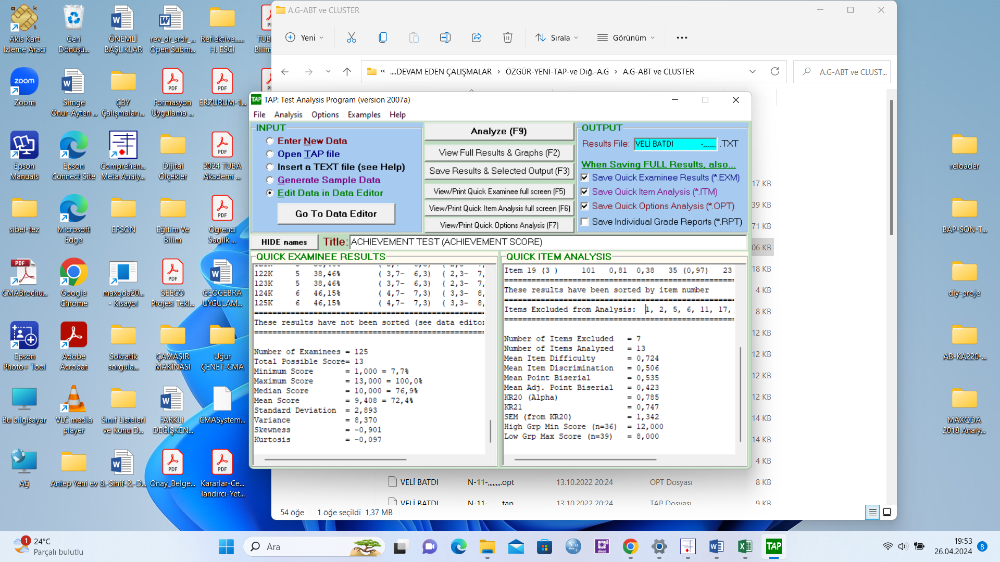 Akis Kart
Izleme Araci
Geri
Dönüşü...
ÖNEMLİ
BAŞLIKLAR
rev_dr_srdr_...
Open Subm...
Reflektive......
H. ESCI
TUB
Bilim
Zoom
Simge
Onur-Ayten ...
ÇBY
Çalışmaları...
Formasyon
Uygulama ...
ERZURUM-1...
Epson
Manuals
Epson
Connect Site
Comprehen...
Meta Analy...
Dijital
Ölçekler
2024 TUBA
Akademi ...
sibel-tez
Microsoft
Edge
EPSON
Eğitim Ve
Bilim
Ogrenci
Saglik ...
CMABrochu...
Google
Chrome
maxqda20...
- Kısayol
SEECO
Projesi Tekl...
GEOGEBRA
UYGULAM...
Epson
Photo+ Tool
Adobe
Acrobat
Sokratik
sorgula...
ÇAMAŞIR
MAKİNASI
Uğur
ÇENET-CMA
Bu bilgisayar
VLC media
player
Sınıf Listeleri
ve Konu D...
FARKLI
DEĞİŞKEN...
CMASystem...
Ağ
Antep Yeni ev
8.-Sinif-2.-D...
Onay_Belge...
Kararlar-Ce...
Tandırcı-Yet...
reloader
BAP-SON-T...
diy-proje
AB-KA220-...
MAXQDA
2018 Analy...
A.G-ABT ve CLUSTER
Yeni
Sırala
Görünüm
« ....DEVAM EDEN ÇALIŞMALAR › ÖZGÜR-YENİ-TAP-ve Diğ.-A.G › A.G-ABT ve CLUSTER
A.G-ABT ve CLUST...
TAP: Test Analysis Program (version 2007a)
File Analysis Options Examples Help
INPUT
Enter New Data
Open TAP file
Insert a TEXT file (see Help)
Generate Sample Data
Edit Data in Data Editor
Go To Data Editor
Analyze (F9)
View Full Results & Graphs (F2)
Save Results & Selected Output (F3)
View/Print Quick Examinee full screen (F5)
View/Print Quick Item Analysis full screen (F6)
View/Print Quick Options Analysis (F7)
OUTPUT
Results File: VELİ BATDI -,,,,,,, .TXT
When Saving FULL Results, also...
Save Quick Examinee Results (*.EXM)
Save Quick Item Analysis (*.ITM)
Save Quick Options Analysis (*.OPT)
Save Individual Grade Reports (*.RPT)
HIDE names Title: ACHIEVEMENT TEST (ACHIEVEMENT SCORE)
QUICK EXAMINEE RESULTS
122K 5 38,46% ( 3,7- 6,3) ( 2,3- 7,
123K 5 38,46% ( 3,7- 6,3) ( 2,3- 7,
124K 6 46,15% ( 4,7- 7,3) ( 3,3- 8,
125K 6 46,15% ( 4,7- 7,3) ( 3,3- 8,
These results have not been sorted (see data editor
Number of Examinees = 125
Total Possible Score= 13
Minimum Score = 1,000 = 7,7%
Maximum Score = 13,000 = 100,0%
Median Score = 10,000 = 76,9%
Mean Score = 9,408 = 72,4%
Standard Deviation = 2,893
Variance = 8,370
Skewness = -0,901
Kurtosis = -0,097
QUICK ITEM ANALYSIS
Item 19 (3 ) 101 0,81 0,38 35 (0,97) 23
These results have been sorted by item number
Items Excluded from Analysis: 1, 2, 5, 6, 11, 17,
Number of Items Excluded = 7
Number of Items Analyzed = 13
Mean Item Difficulty = 0,724
Mean Item Discrimination = 0,506
Mean Point Biserial = 0,535
Mean Adj. Point Biserial = 0,423
KR20 (Alpha) = 0,785
KR21 = 0,747
SEM (from KR20) = 1,342
High Grp Min Score (n=36) = 12,000
Low Grp Max Score (n=39) = 8,000
17 KB
39 KB
71 KB
06 KB
18 KB
4 KB
8 KB
12 KB
12 KB
12 KB
12 KB
14 KB
14 KB
4 KB
VELİ BATDI N-11-,,,,,,,,.opt 13.10.2022 20:24 OPT Dosyası 8 KB
VELİ BATDI N-11- tap 13.10.2022 20:24 TAP Dosyası 9 KB
54 öğe 1 öğe seçildi 1,37 MB
1
24°C
Parçalı bulutlu
Ara
TAP
19:53
26.04.2024
8